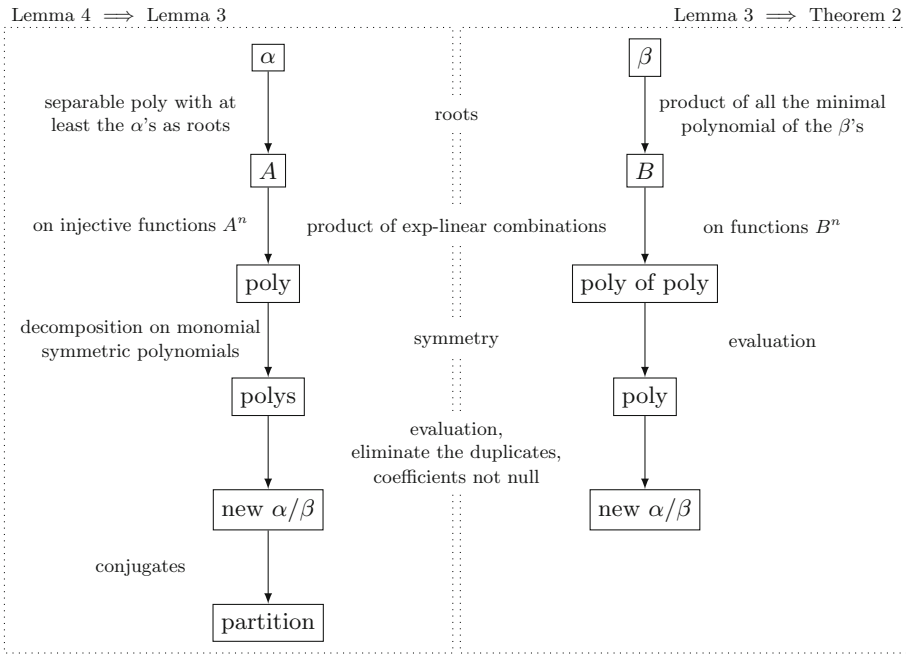 Lemma 4 ⟹ Lemma 3
Lemma 3 ⟹ Theorem 2
α
β
separable poly with at
least the α's as roots
roots
product of all the minimal
polynomial of the β's
A
B
on injective functions Aⁿ
product of exp-linear combinations
on functions Bⁿ
poly
poly of poly
decomposition on monomial
symmetric polynomials
symmetry
evaluation
polys
poly
evaluation,
eliminate the duplicates,
coefficients not null
new α/β
new α/β
conjugates
partition